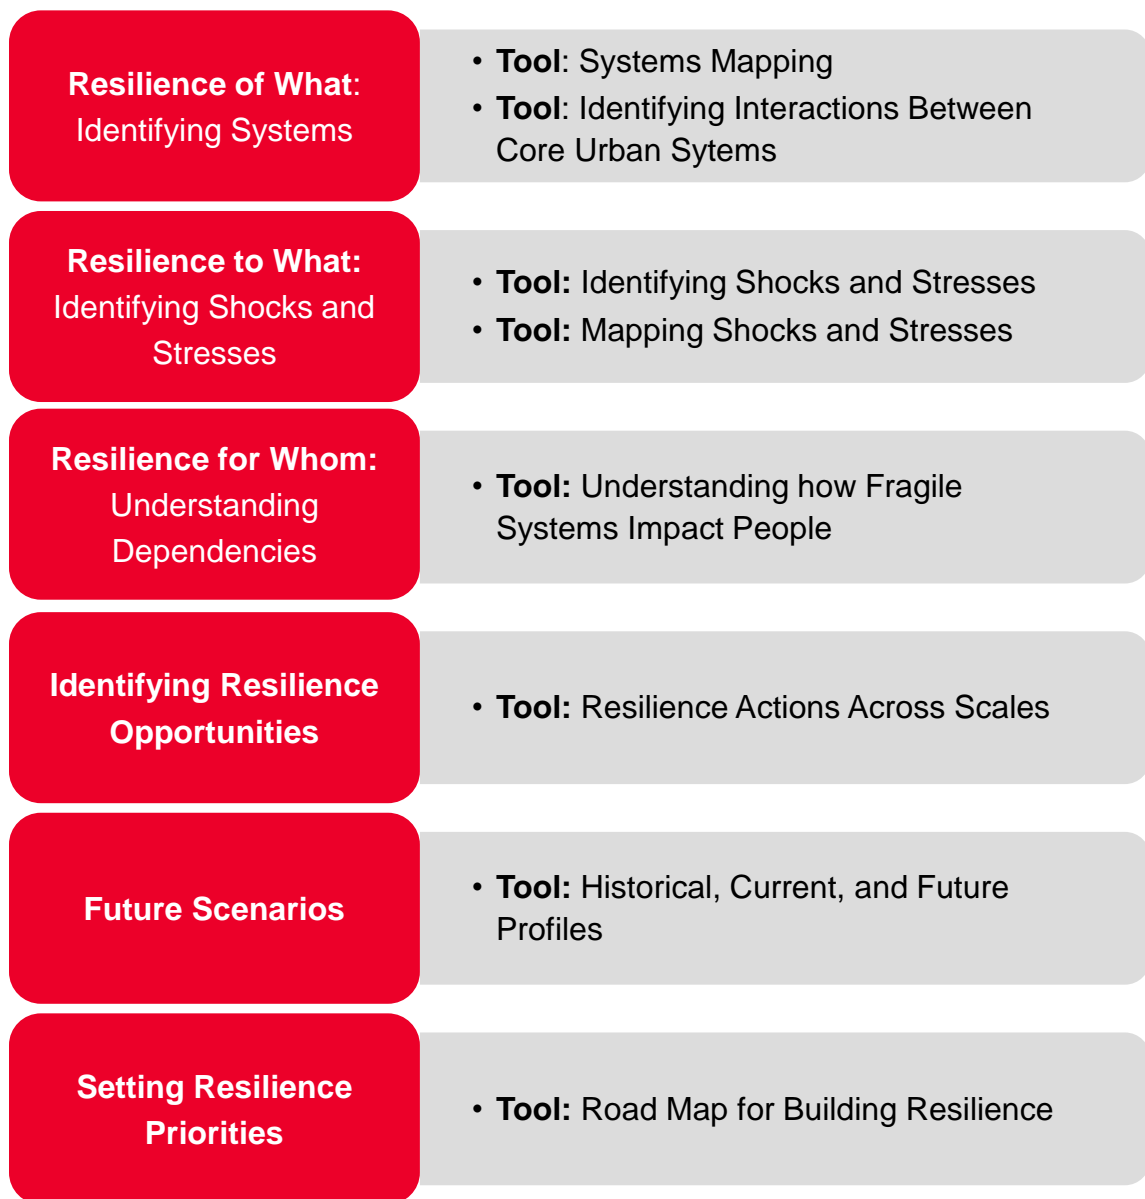 Resilience of What:
Identifying Systems
• Tool: Systems Mapping
• Tool: Identifying Interactions Between
Core Urban Sytems
Resilience to What:
Identifying Shocks and
Stresses
• Tool: Identifying Shocks and Stresses
• Tool: Mapping Shocks and Stresses
Resilience for Whom:
Understanding
Dependencies
• Tool: Understanding how Fragile
Systems Impact People
Identifying Resilience
Opportunities
• Tool: Resilience Actions Across Scales
Future Scenarios
• Tool: Historical, Current, and Future
Profiles
Setting Resilience
Priorities
• Tool: Road Map for Building Resilience